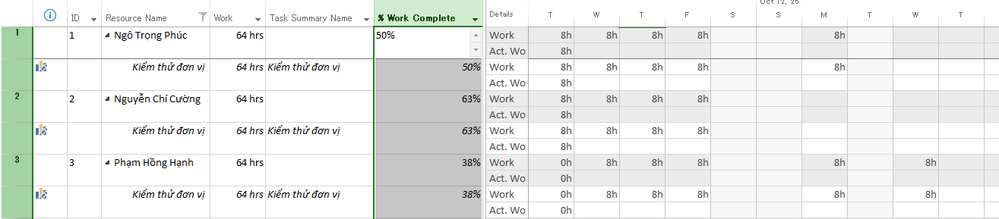 Oct 12, 25
ID Resource Name Work Task Summary Name % Work Complete Details T W T F S S M T W T
1 1 Ngô Trọng Phúc 64 hrs 50% Work 8h 8h 8h 8h 8h
Act. Wo 8h
Kiểm thử đơn vị 64 hrs Kiểm thử đơn vị 50% Work 8h 8h 8h 8h 8h
Act. Wo 8h
2 2 Nguyễn Chí Cường 64 hrs 63% Work 8h 8h 8h 8h
Act. Wo 8h
Kiểm thử đơn vị 64 hrs Kiểm thử đơn vị 63% Work 8h 8h 8h 8h
Act. Wo 8h
3 3 Phạm Hồng Hạnh 64 hrs 38% Work 0h 8h 8h 8h 8h 8h
Act. Wo 0h
Kiểm thử đơn vị 64 hrs Kiểm thử đơn vị 38% Work 0h 8h 8h 8h 8h 8h
Act. Wo 0h